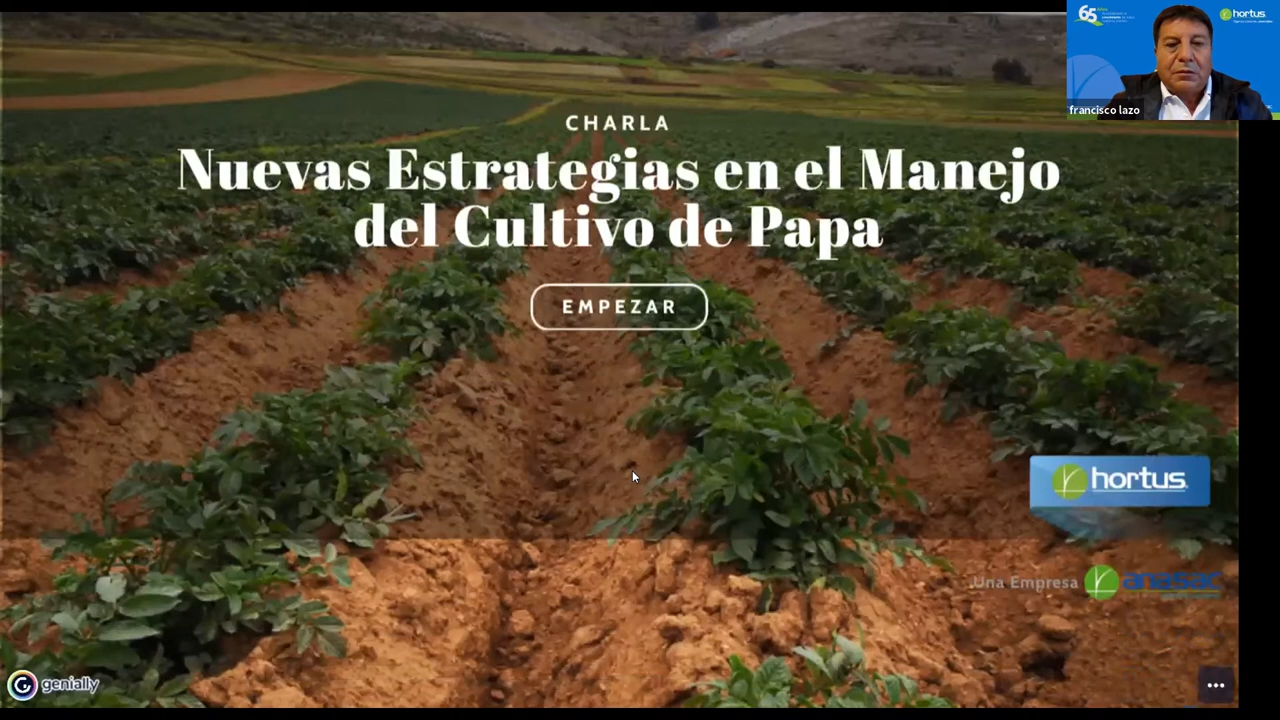 CHARLA
Nuevas Estrategias en el Manejo
del Cultivo de Papa
EMPEZAR
65
hortus
francisco lazo
hortus
Una Empresa
anasac
genially